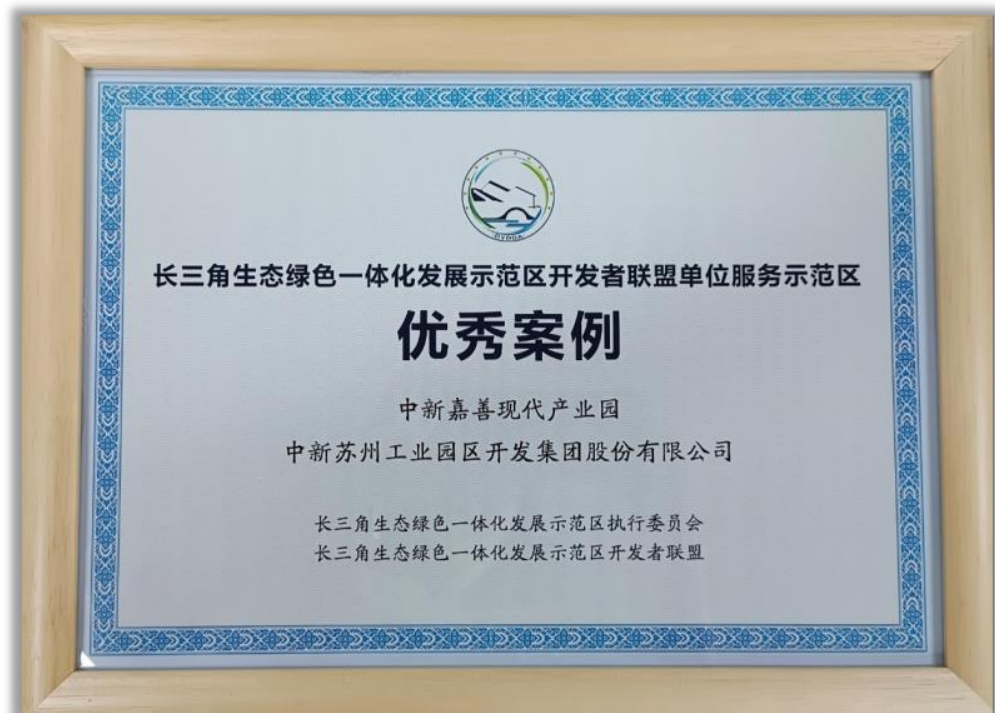 长三角生态绿色一体化发展示范区开发者联盟单位服务示范区
优秀案例
中新嘉善现代产业园
中新苏州工业园区开发集团股份有限公司
长三角生态绿色一体化发展示范区执行委员会
长三角生态绿色一体化发展示范区开发者联盟